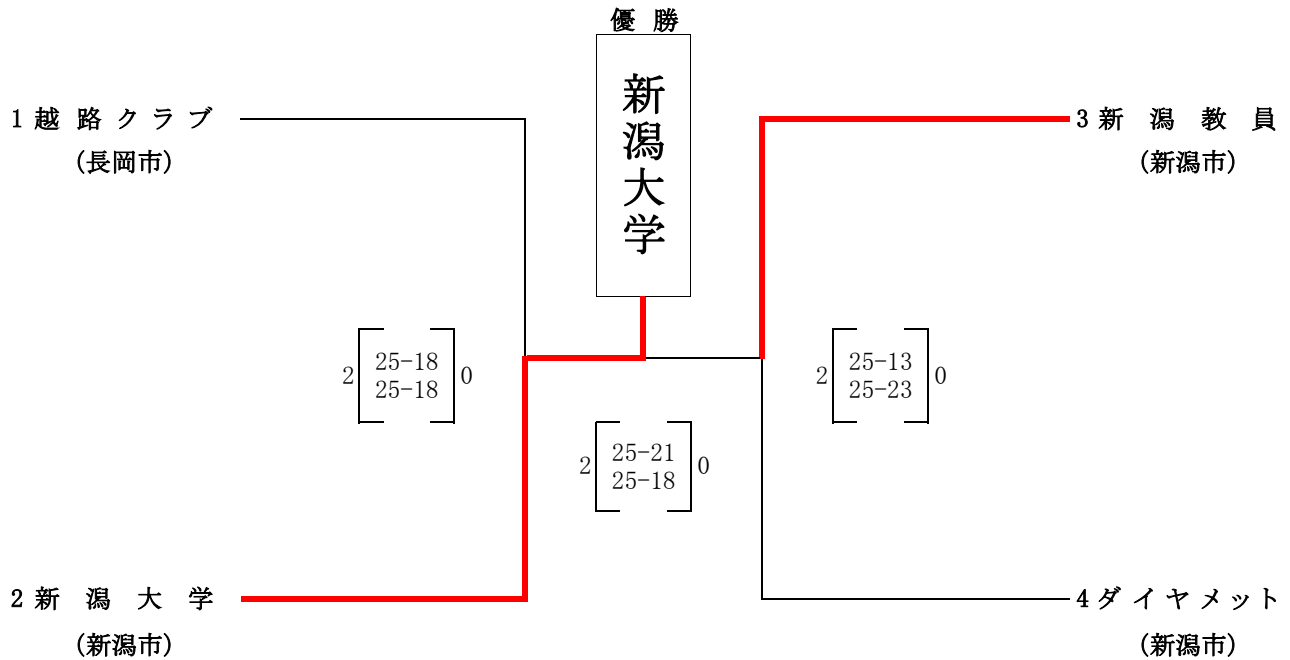 優勝
新潟大学
1越路クラブ
(長岡市)
3新潟教員
(新潟市)
2
25-18
25-18
0
2
25-13
25-23
0
2
25-21
25-18
0
2新潟大学
(新潟市)
4ダイヤメット
(新潟市)